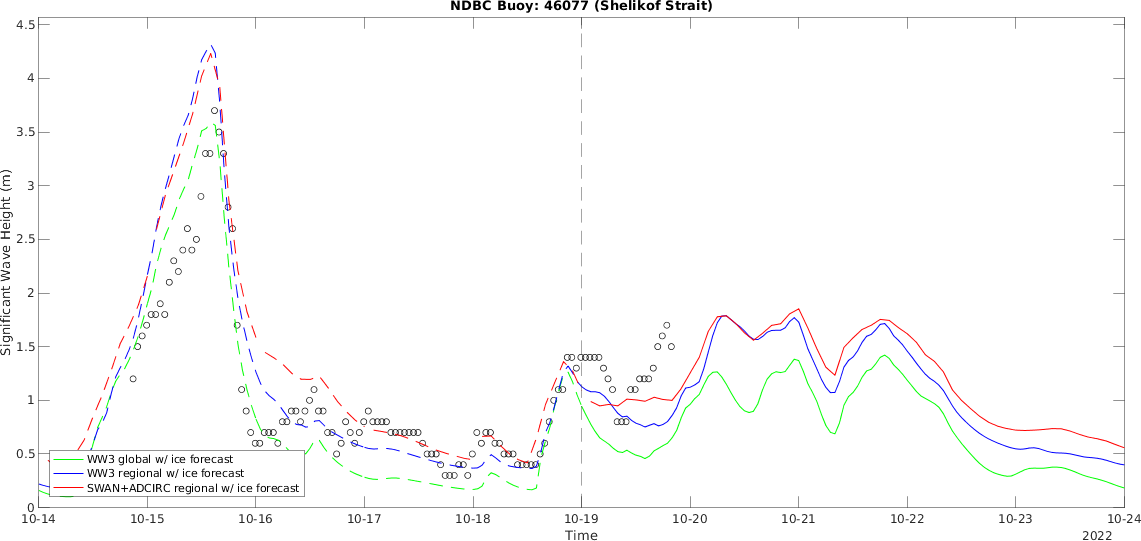 NDBC Buoy: 46077 (Shelikof Strait)
Significant Wave Height (m)
4.5
4
3.5
3
2.5
2
1.5
1
0.5
0
WW3 global w/ ice forecast
WW3 regional w/ ice forecast
SWAN+ADCIRC regional w/ ice forecast
10-14 10-15 10-16 10-17 10-18 10-19 10-20 10-21 10-22 10-23 10-24
Time
2022